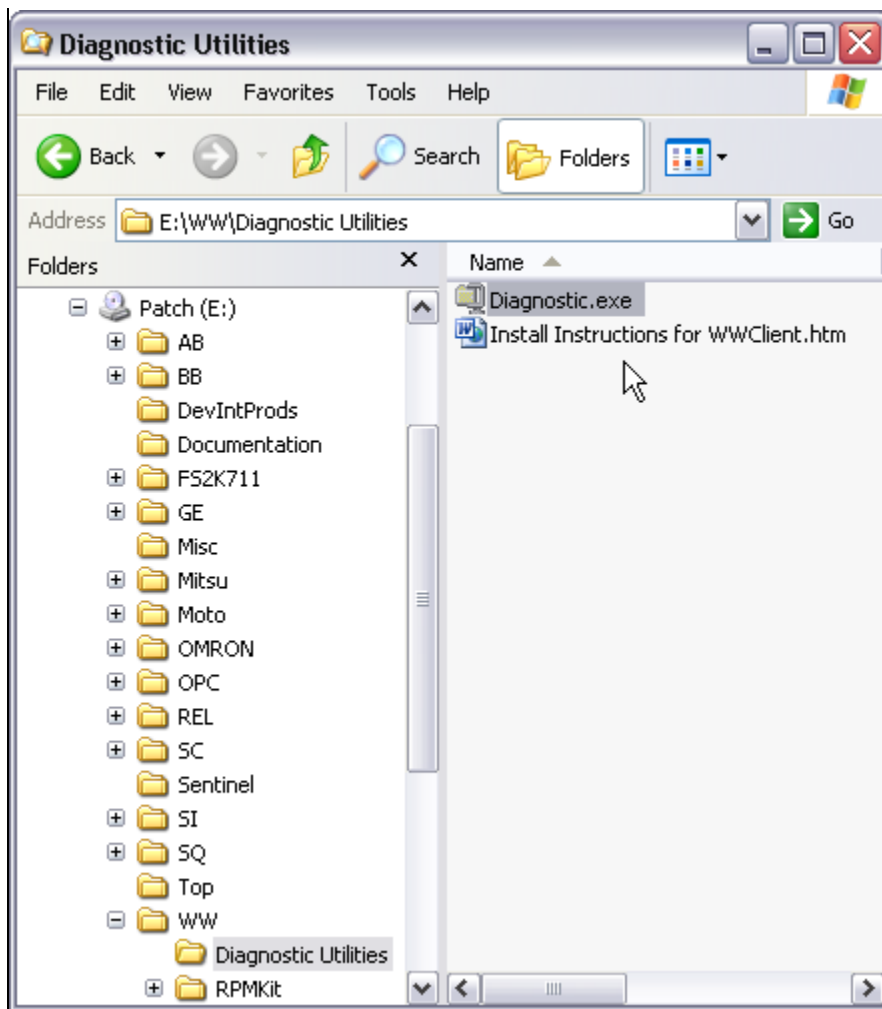 Diagnostic Utilities
File Edit View Favorites Tools Help
Back Search Folders
Address E:\WW\Diagnostic Utilities Go
Folders
Name
Patch (E:)
AB
BB
DevIntProds
Documentation
FS2K711
GE
Misc
Mitsu
Moto
OMRON
OPC
REL
SC
Sentinel
SI
SQ
Top
WW
Diagnostic Utilities
RPMKit
Diagnostic.exe
Install Instructions for WWClient.htm